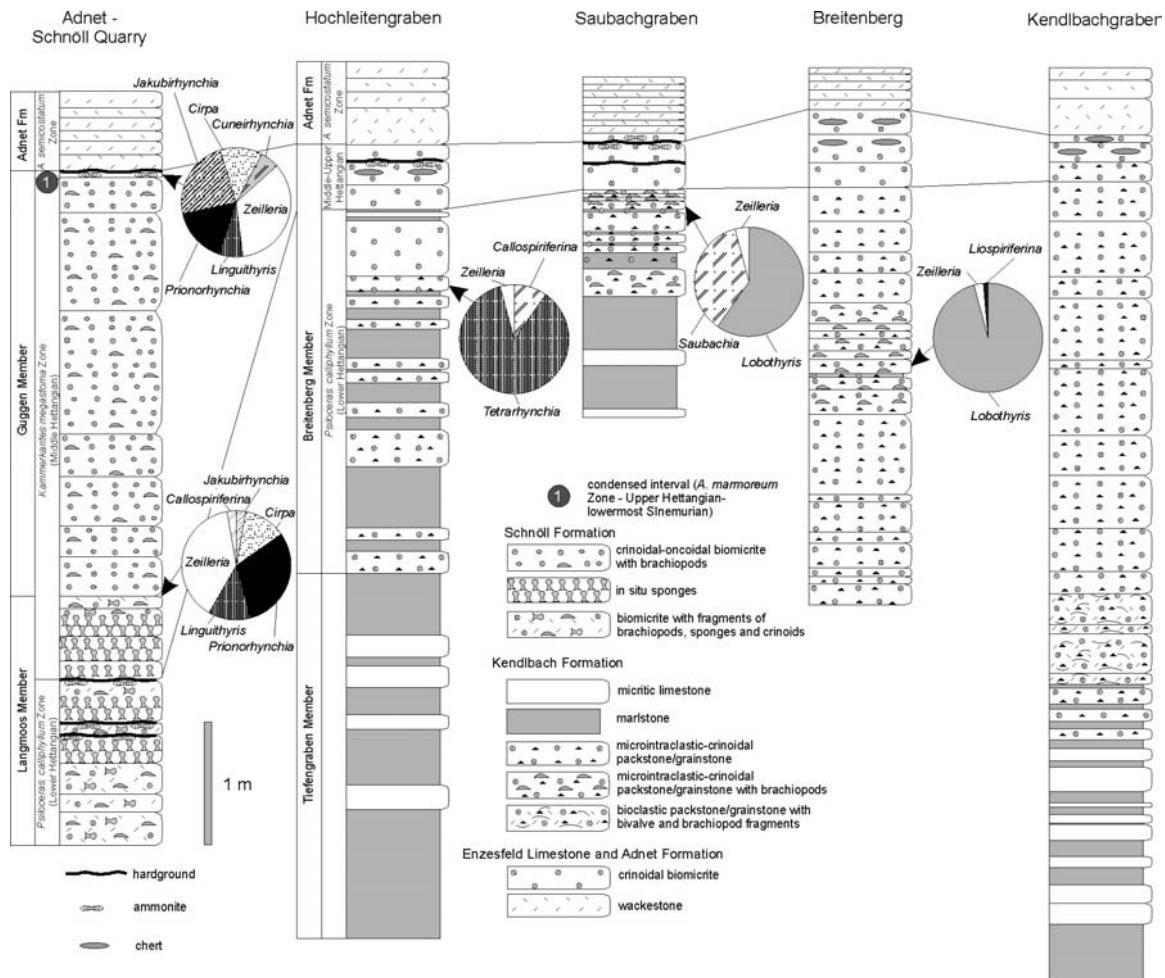 Adnet -
Schnöll Quarry
Hochleitengraben
Saubachgraben
Breitenberg
Kendlbachgraben
Adnet Fm
A. semicostatum
Zone
Guggen Member
Kammerkarites megastoma Zone
(Middle Hettangian)
Langmoos Member
Psiloceras calliphyllum Zone
(Lower Hettangian)
1
Jakubirhynchia
Cirpa
Cuneirhynchia
Zeilleria
Linguithyris
Prionorhynchia
Jakubirhynchia
Callospiriferina
Cirpa
Zeilleria
Linguithyris
Prionorhynchia
1 m
hardground
ammonite
chert
Adnet Fm
A. semicostatum
Zone
Middle-Upper
Hettangian
Breitenberg Member
Psiloceras calliphyllum Zone
(Lower Hettangian)
Tiefengraben Member
Callospiriferina
Zeilleria
Tetrarhynchia
Zeilleria
Saubachia
Lobothyris
Liospiriferina
Zeilleria
Lobothyris
1
condensed interval (A. marmoreum
Zone - Upper Hettangian-
lowermost SInemurian)
Schnöll Formation
crinoidal-oncoidal biomicrite
with brachiopods
in situ sponges
biomicrite with fragments of
brachiopods, sponges and crinoids
Kendlbach Formation
micritic limestone
marlstone
microintraclastic-crinoidal
packstone/grainstone
microintraclastic-crinoidal
packstone/grainstone with brachiopods
bioclastic packstone/grainstone with
bivalve and brachiopod fragments
Enzesfeld Limestone and Adnet Formation
crinoidal biomicrite
wackestone